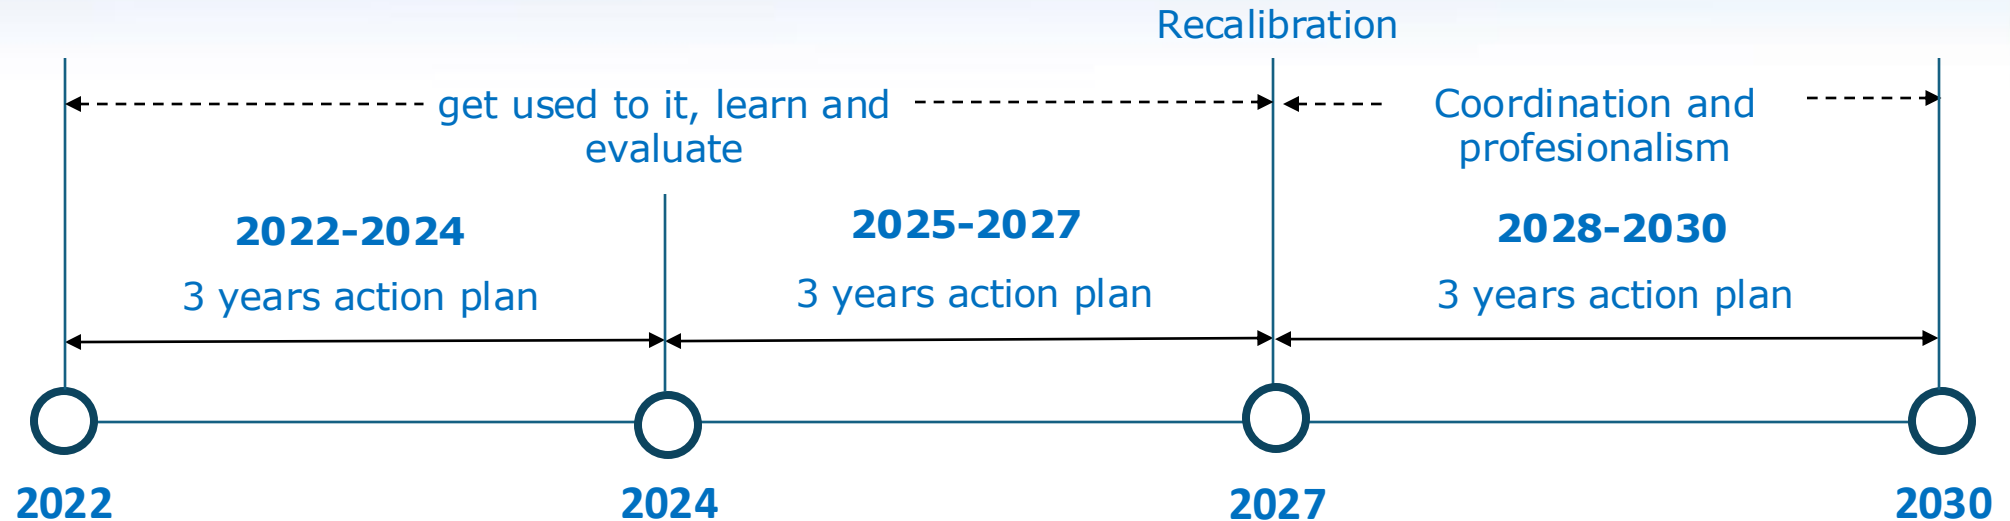 Recalibration
get used to it, learn and
evaluate
Coordination and
profesionalism
2022-2024
3 years action plan
2025-2027
3 years action plan
2028-2030
3 years action plan
2022
2024
2027
2030